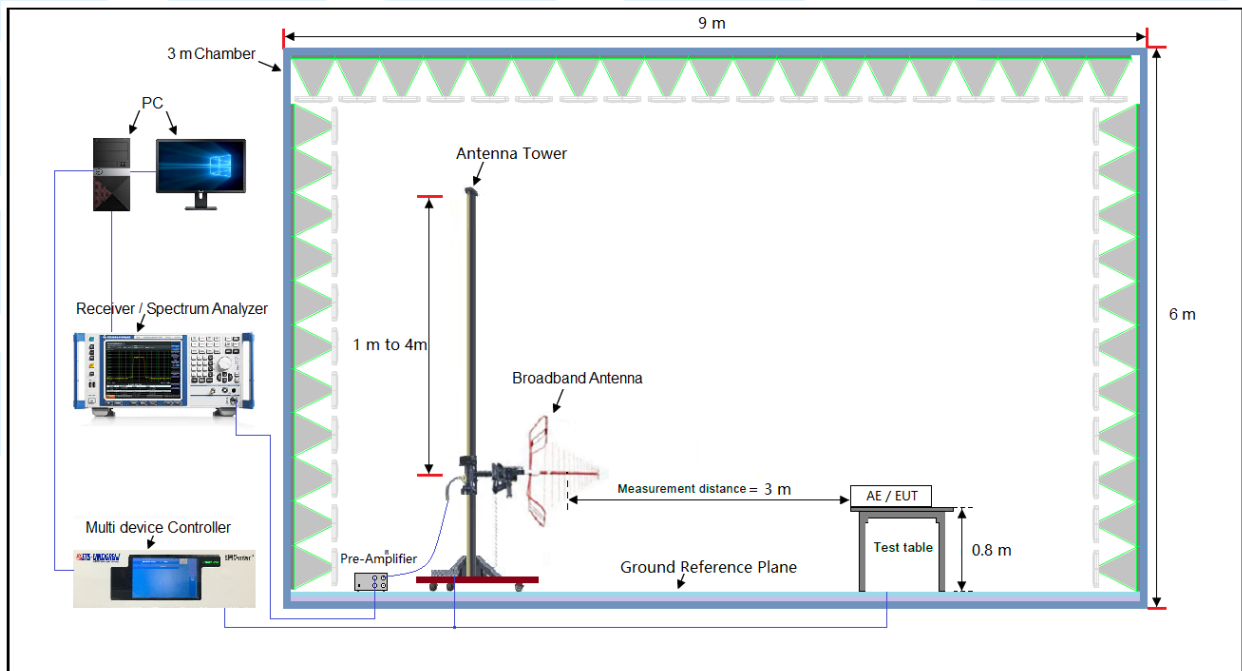 9 m
3 m Chamber
PC
Antenna Tower
Receiver / Spectrum Analyzer
1 m to 4m
6 m
Broadband Antenna
Measurement distance = 3 m
AE / EUT
Multi device Controller
Pre-Amplifier
Test table
0.8 m
Ground Reference Plane